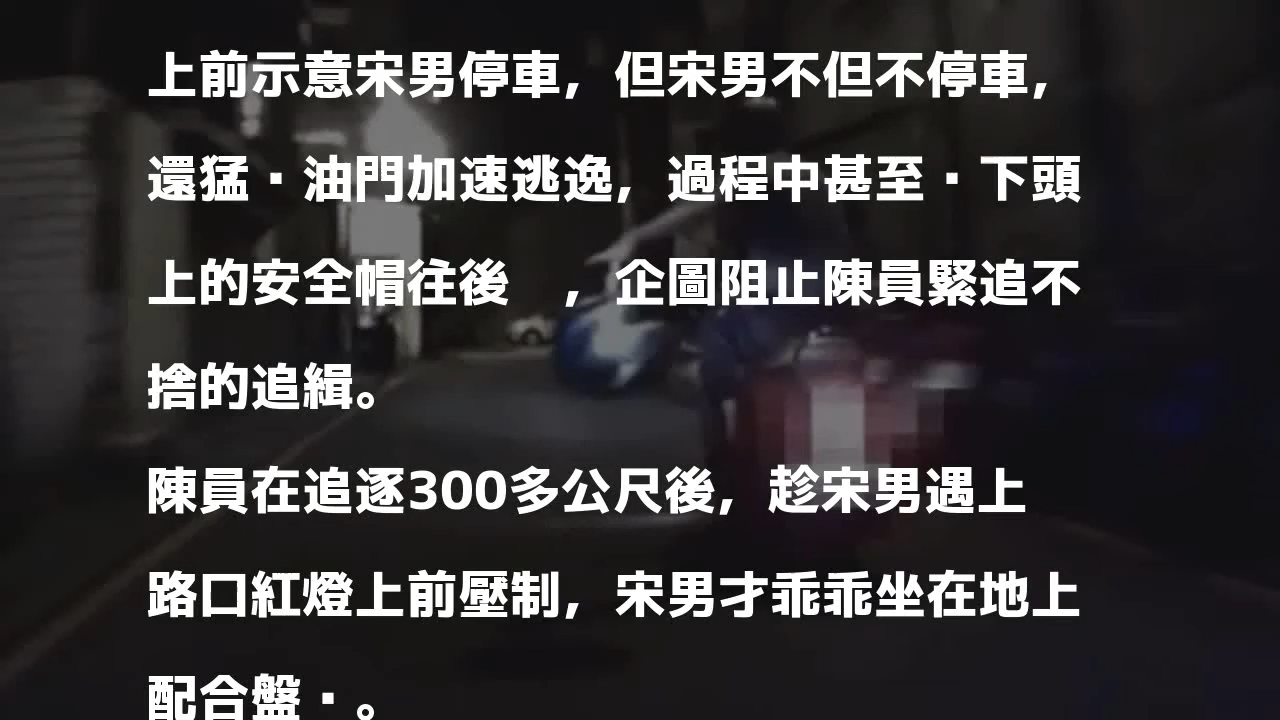 上前示意宋男停車，但宋男不但不停車，
還猛▪油門加速逃逸，過程中甚至▪下頭
上的安全帽往後　，企圖阻止陳員緊追不
捨的追緝。
陳員在追逐300多公尺後，趁宋男遇上
路口紅燈上前壓制，宋男才乖乖坐在地上
配合盤▪。